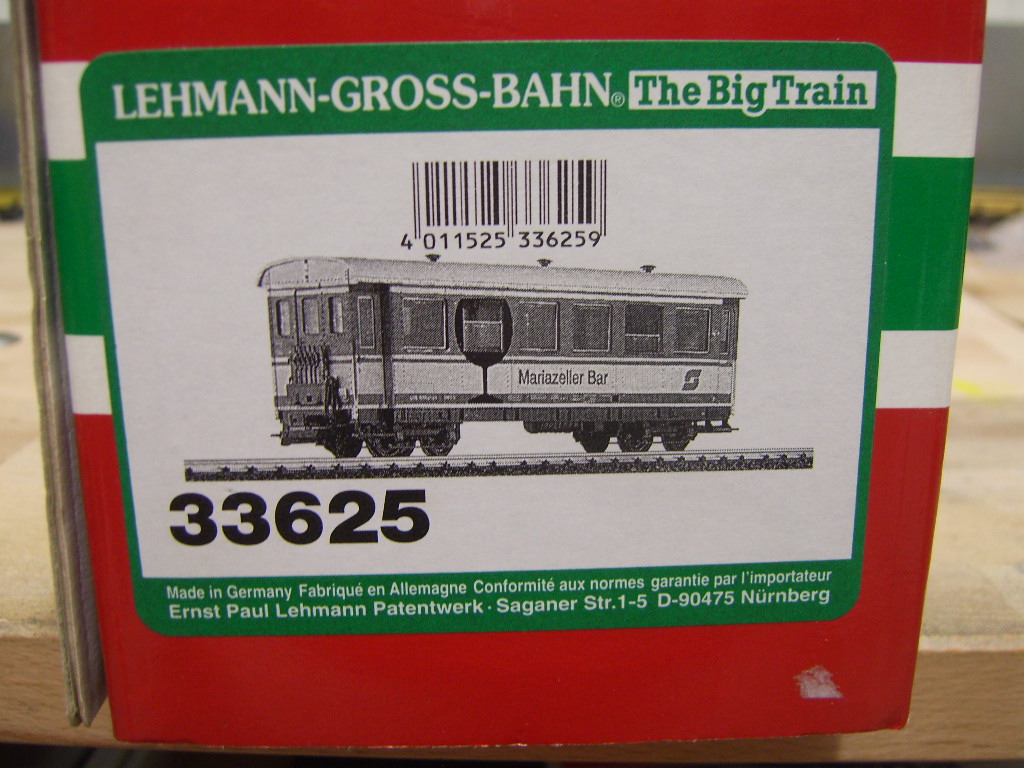 LEHMANN-GROSS-BAHN® The Big Train
4 011525 336259
Mariazeller Bar
33625
Made in Germany Fabriqué en Allemagne Conformité aux normes garantie par l'importateur
Ernst Paul Lehmann Patentwerk · Saganer Str.1-5 D-90475 Nürnberg